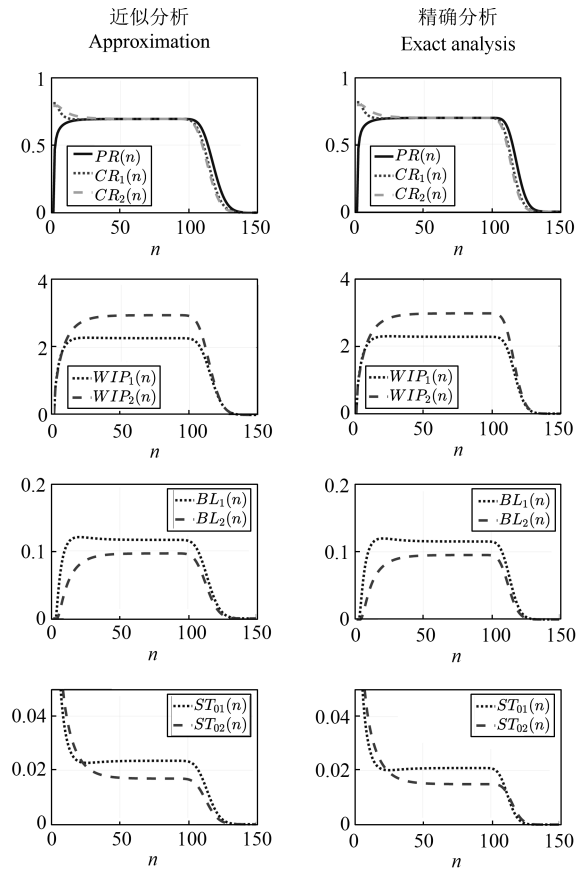 近似分析
Approximation
精确分析
Exact analysis
1
0.5
0
PR(n)
CR₁(n)
CR₂(n)
0 50 100 150
n
1
0.5
0
PR(n)
CR₁(n)
CR₂(n)
0 50 100 150
n
4
2
0
WIP₁(n)
WIP₂(n)
0 50 100 150
n
4
2
0
WIP₁(n)
WIP₂(n)
0 50 100 150
n
0.2
0.1
0
BL₁(n)
BL₂(n)
0 50 100 150
n
0.2
0.1
0
BL₁(n)
BL₂(n)
0 50 100 150
n
0.04
0.02
0
ST₀₁(n)
ST₀₂(n)
0 50 100 150
n
0.04
0.02
0
ST₀₁(n)
ST₀₂(n)
0 50 100 150
n